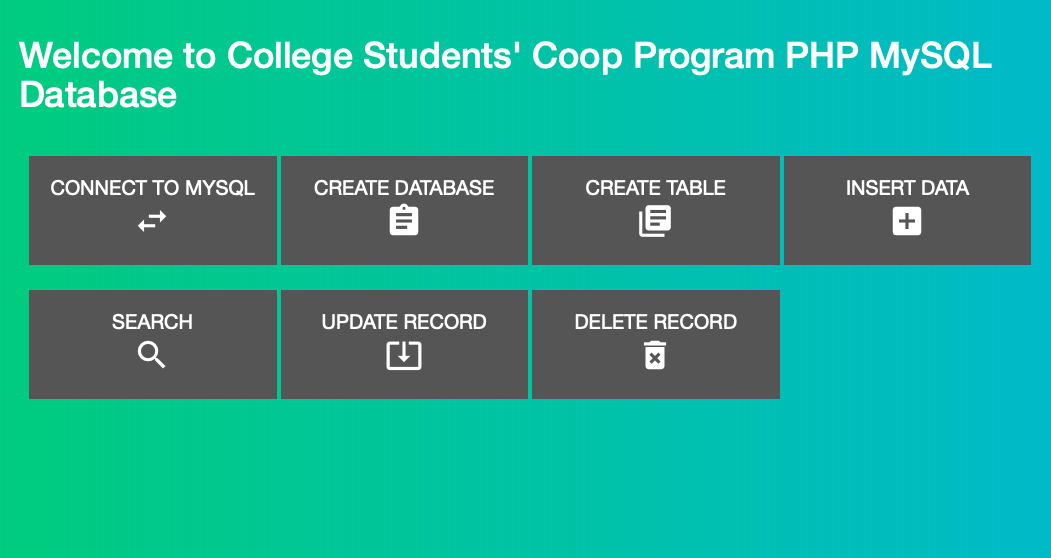 Welcome to College Students' Coop Program PHP MySQL
Database
CONNECT TO MYSQL
CREATE DATABASE
CREATE TABLE
INSERT DATA
SEARCH
UPDATE RECORD
DELETE RECORD